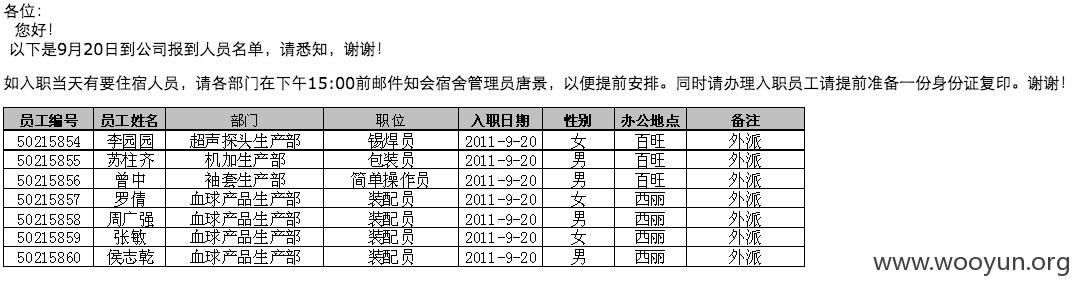 各位：
您好！
以下是9月20日到公司报到人员名单，请悉知，谢谢！
如入职当天有要住宿人员，请各部门在下午15:00前邮件知会宿舍管理员唐景，以便提前安排。同时请办理入职员工请提前准备一份身份证复印。谢谢！
员工编号 员工姓名 部门 职位 入职日期 性别 办公地点 备注
50215854 李园园 超声探头生产部 锡焊员 2011-9-20 女 百旺 外派
50215855 苏柱齐 机加生产部 包装员 2011-9-20 男 百旺 外派
50215856 曾中 袖套生产部 简单操作员 2011-9-20 男 百旺 外派
50215857 罗倩 血球产品生产部 装配员 2011-9-20 女 西丽 外派
50215858 周广强 血球产品生产部 装配员 2011-9-20 男 西丽 外派
50215859 张敏 血球产品生产部 装配员 2011-9-20 女 西丽 外派
50215860 侯志乾 血球产品生产部 装配员 2011-9-20 男 西丽 外派
www.wooyun.org